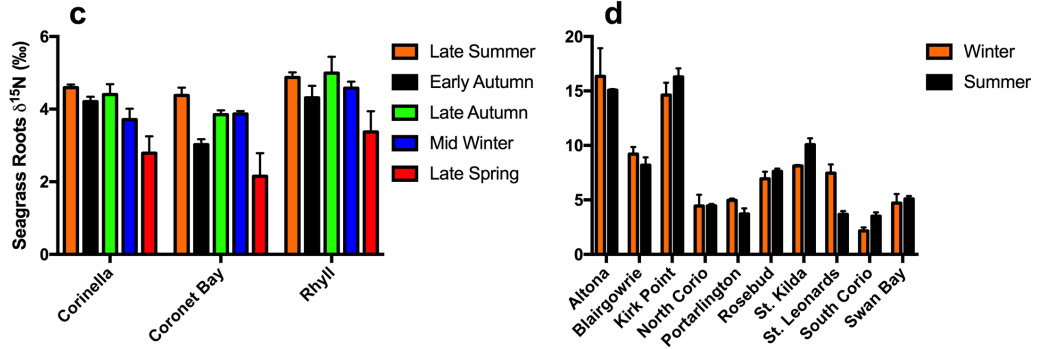 c
Seagrass Roots δ¹⁵N (‰)
6
4
2
0
Corinella
Coronet Bay
Rhyll
Late Summer
Early Autumn
Late Autumn
Mid Winter
Late Spring
d
20
15
10
5
0
Altona
Blairgowrie
Kirk Point
North Corio
Portarlington
Rosebud
St. Kilda
St. Leonards
South Corio
Swan Bay
Winter
Summer